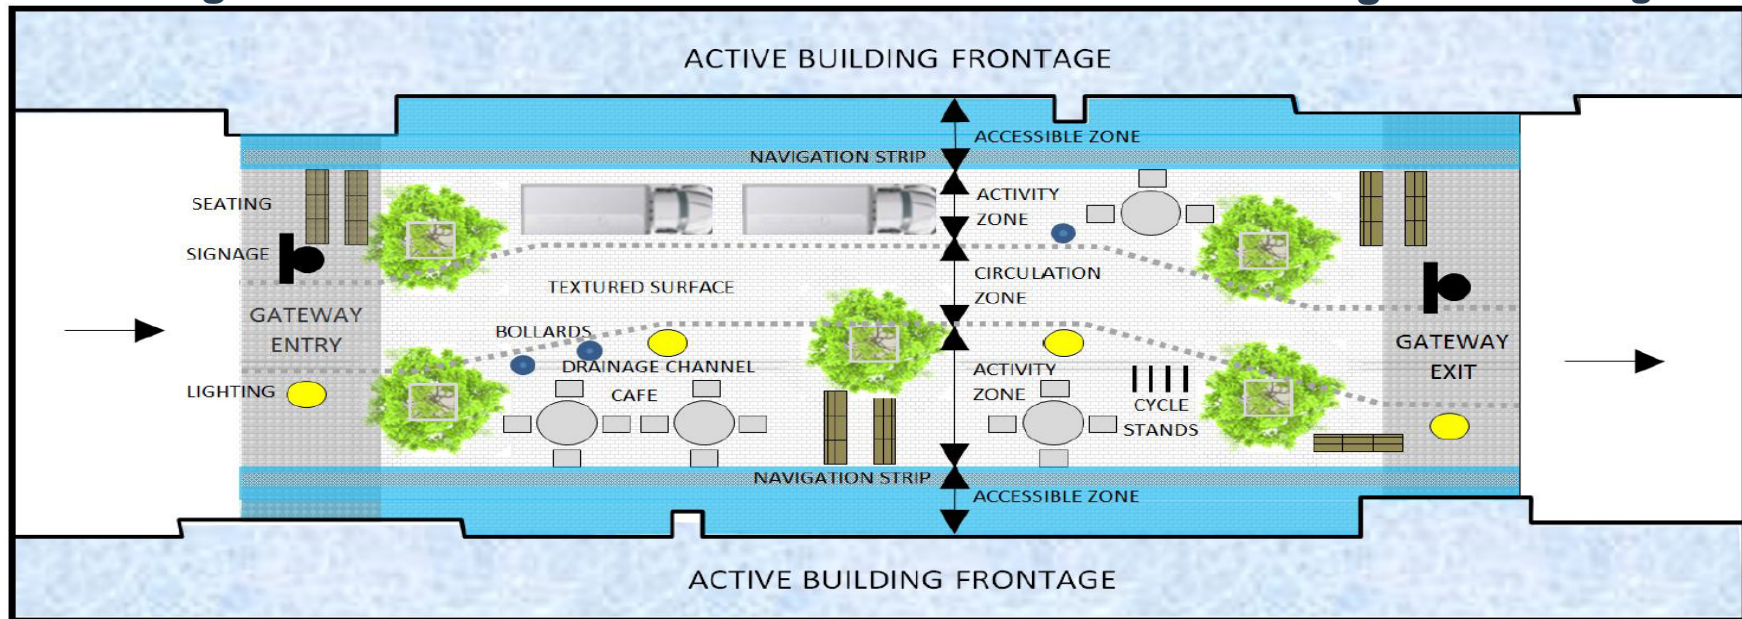 ACTIVE BUILDING FRONTAGE
ACCESSIBLE ZONE
NAVIGATION STRIP
SEATING
ACTIVITY
ZONE
SIGNAGE
CIRCULATION
ZONE
TEXTURED SURFACE
GATEWAY
ENTRY
BOLLARDS
GATEWAY
EXIT
DRAINAGE CHANNEL
ACTIVITY
ZONE
LIGHTING
CAFE
CYCLE
STANDS
NAVIGATION STRIP
ACCESSIBLE ZONE
ACTIVE BUILDING FRONTAGE